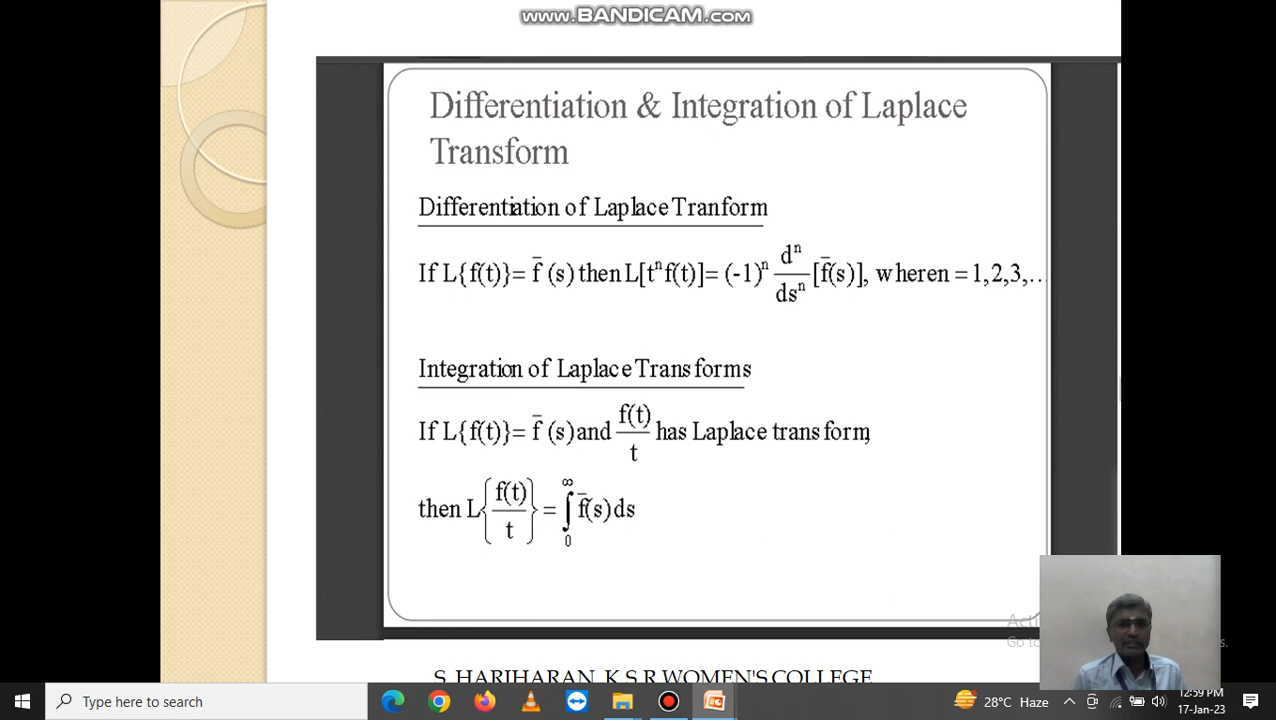 www.BANDICAM.com
Differentiation & Integration of Laplace
Transform
Differentiation of Laplace Tranform
If L{f(t)}= f̄ (s) then L[tⁿf(t)]= (-1)ⁿ dⁿ/dsⁿ [f̄(s)], where n = 1,2,3,...
Integration of Laplace Transforms
If L{f(t)}= f̄ (s) and f(t)/t has Laplace transform,
then L{f(t)/t} = ∫₀^∞ f̄(s) ds
Go to
S. HARIHARAN, K S R WOMEN'S COLLEGE
Type here to search
28°C Haze
12:59 PM
17-Jan-23